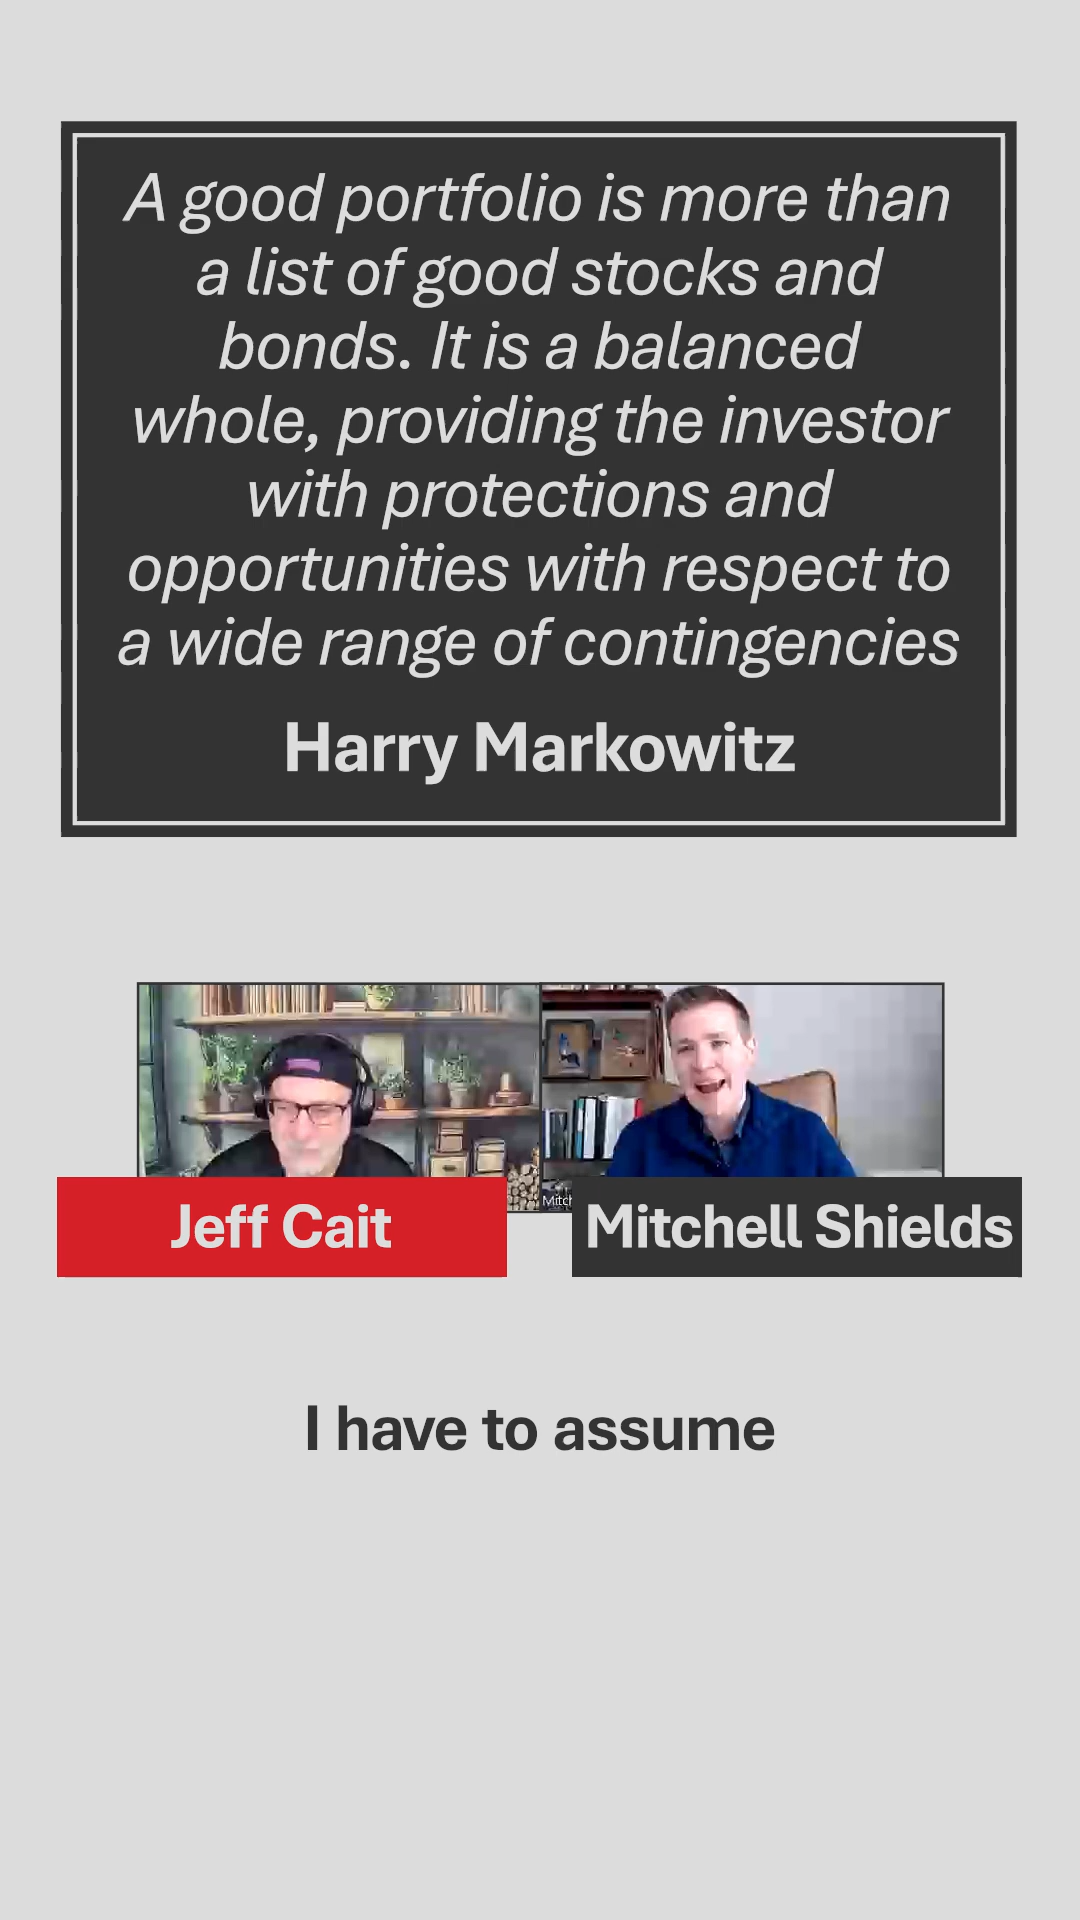 A good portfolio is more than
a list of good stocks and
bonds. It is a balanced
whole, providing the investor
with protections and
opportunities with respect to
a wide range of contingencies
Harry Markowitz
Mitch
Jeff Cait
Mitchell Shields
I have to assume